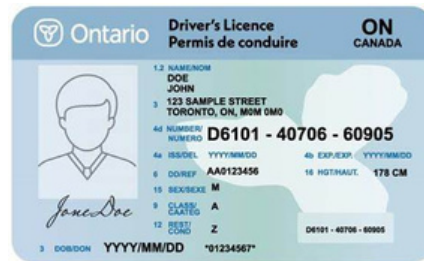 Ontario
Driver's Licence
Permis de conduire
ON
CANADA
1.2 NAME/NOM
DOE
JOHN
3 123 SAMPLE STREET
TORONTO, ON, M0M 0M0
4d NUMBER/
NUMERO D6101 - 40706 - 60905
4a ISS/DEL YYYY/MM/DD 4b EXP./EXP. YYYY/MM/DD
5 DD/REF AA0123456 16 HGT/HAUT. 178 CM
15 SEX/SEXE M
9 CLASS/
CAATEG A
12 REST/
COND Z
D6101 - 40706 - 60905
JaneDoe
3 DOB/DDN YYYY/MM/DD *01234567*